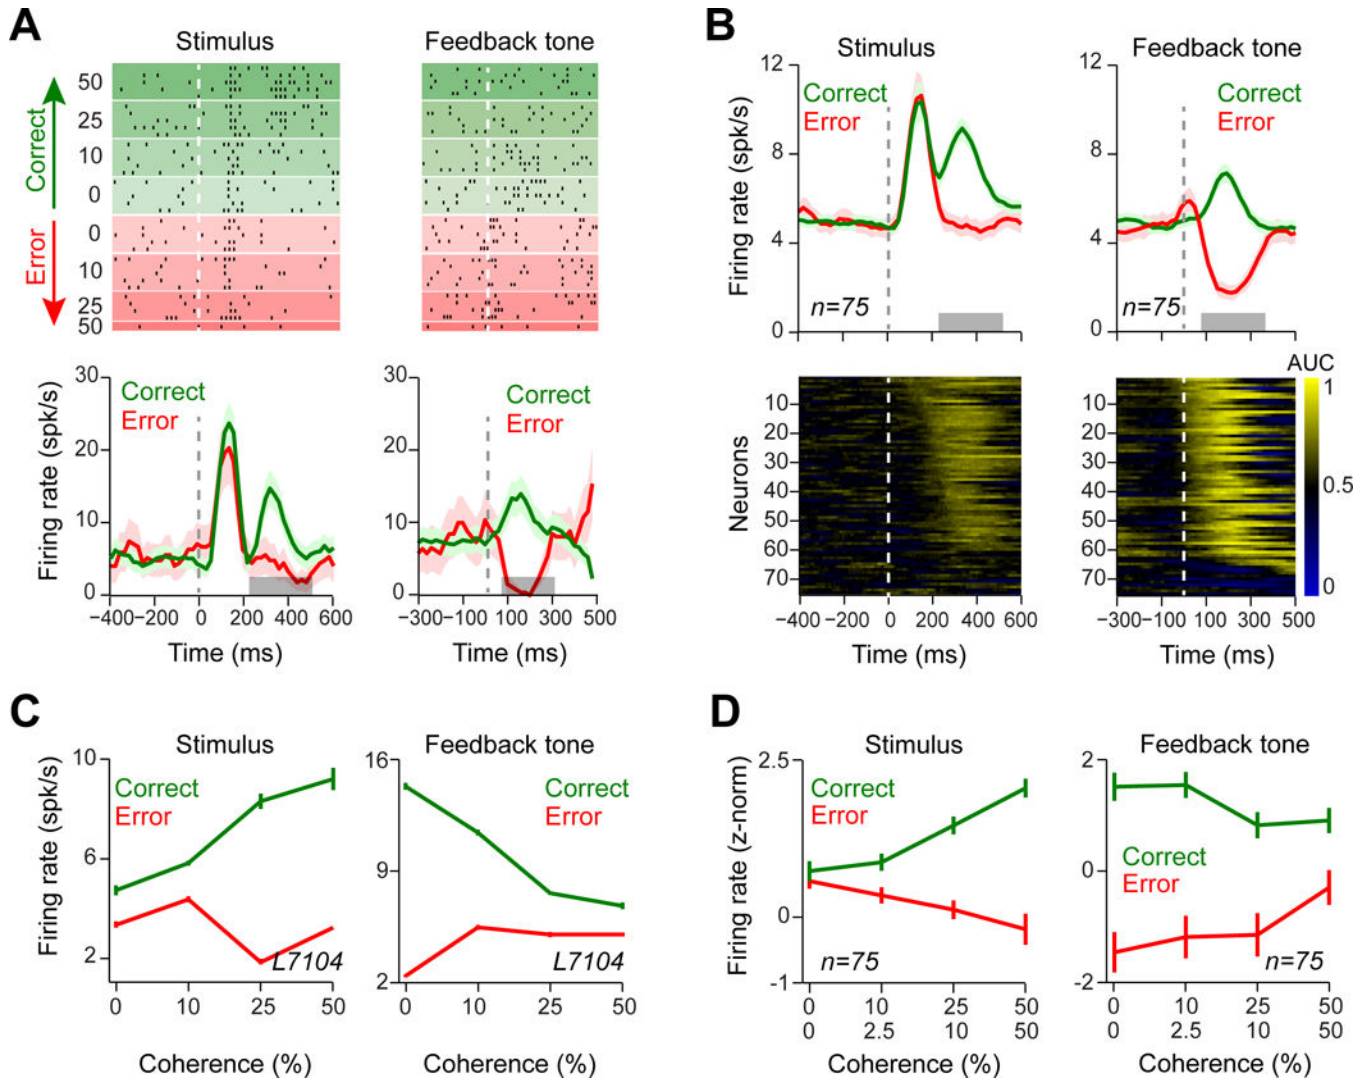 A
Stimulus
Feedback tone
Correct
Error
50
25
10
0
0
10
25
50
Correct
Error
Firing rate (spk/s)
30
20
10
0
−400 −200 0 200 400 600
Time (ms)
Correct
Error
30
20
10
0
−300 −100 100 300 500
Time (ms)
B
Stimulus
Feedback tone
Correct
Error
Firing rate (spk/s)
12
8
4
0
n=75
Correct
Error
12
8
4
0
n=75
Neurons
10
20
30
40
50
60
70
−400 −200 0 200 400 600
Time (ms)
10
20
30
40
50
60
70
−300 −100 100 300 500
Time (ms)
AUC
1
0.5
0
C
Stimulus
Feedback tone
Correct
Error
Firing rate (spk/s)
10
6
2
L7104
0 10 25 50
Coherence (%)
Correct
Error
16
9
2
L7104
0 10 25 50
Coherence (%)
D
Stimulus
Feedback tone
Correct
Error
Firing rate (z-norm)
2.5
0
-1
n=75
0 10 25 50
0 2.5 10 50
Coherence (%)
Correct
Error
2
0
-2
n=75
0 10 25 50
0 2.5 10 50
Coherence (%)